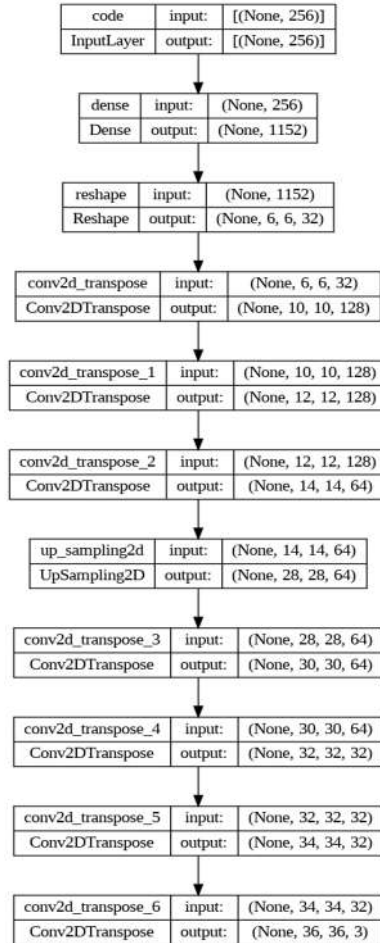 code input: [(None, 256)]
InputLayer output: [(None, 256)]
dense input: (None, 256)
Dense output: (None, 1152)
reshape input: (None, 1152)
Reshape output: (None, 6, 6, 32)
conv2d_transpose input: (None, 6, 6, 32)
Conv2DTranspose output: (None, 10, 10, 128)
conv2d_transpose_1 input: (None, 10, 10, 128)
Conv2DTranspose output: (None, 12, 12, 128)
conv2d_transpose_2 input: (None, 12, 12, 128)
Conv2DTranspose output: (None, 14, 14, 64)
up_sampling2d input: (None, 14, 14, 64)
UpSampling2D output: (None, 28, 28, 64)
conv2d_transpose_3 input: (None, 28, 28, 64)
Conv2DTranspose output: (None, 30, 30, 64)
conv2d_transpose_4 input: (None, 30, 30, 64)
Conv2DTranspose output: (None, 32, 32, 32)
conv2d_transpose_5 input: (None, 32, 32, 32)
Conv2DTranspose output: (None, 34, 34, 32)
conv2d_transpose_6 input: (None, 34, 34, 32)
Conv2DTranspose output: (None, 36, 36, 3)